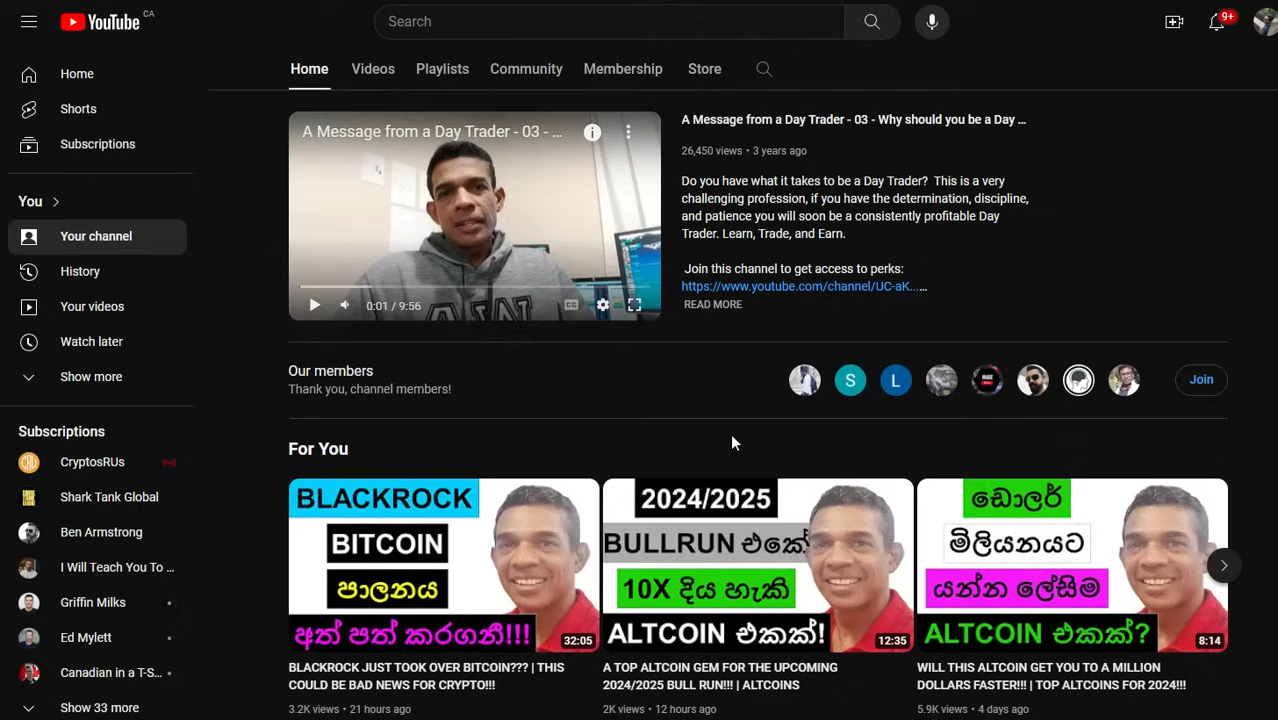 YouTube CA
Search
9+
Home
Shorts
Subscriptions
You
Your channel
History
Your videos
Watch later
Show more
Subscriptions
CryptosRUs
Shark Tank Global
Ben Armstrong
I Will Teach You To ...
Griffin Milks
Ed Mylett
Canadian in a T-S...
Show 33 more
Home Videos Playlists Community Membership Store
A Message from a Day Trader - 03 - ...
0:01 / 9:56
A Message from a Day Trader - 03 - Why should you be a Day ...
26,450 views • 3 years ago
Do you have what it takes to be a Day Trader? This is a very
challenging profession, if you have the determination, discipline,
and patience you will soon be a consistently profitable Day
Trader. Learn, Trade, and Earn.
Join this channel to get access to perks:
https://www.youtube.com/channel/UC-aK...…
READ MORE
Our members
Thank you, channel members!
S
L
Join
For You
BLACKROCK
BITCOIN
පාලනය
අත් පත් කරගනී!!!
32:05
BLACKROCK JUST TOOK OVER BITCOIN??? | THIS
COULD BE BAD NEWS FOR CRYPTO!!!
3.2K views • 21 hours ago
2024/2025
BULLRUN එකේ
10X දිය හැකි
ALTCOIN එකක්!
12:35
A TOP ALTCOIN GEM FOR THE UPCOMING
2024/2025 BULL RUN!!! | ALTCOINS
2K views • 12 hours ago
ඩොලර්
මිලියනයට
යන්න ලේසිම
ALTCOIN එකක්?
8:14
WILL THIS ALTCOIN GET YOU TO A MILLION
DOLLARS FASTER!!! | TOP ALTCOINS FOR 2024!!!
5.9K views • 4 days ago